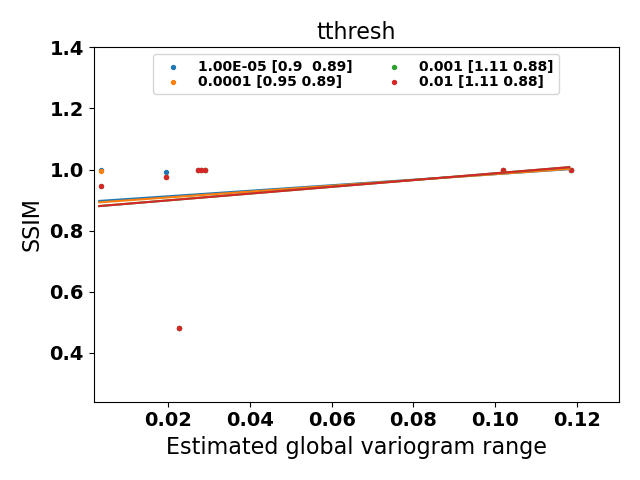 tthresh
1.00E-05 [0.9  0.89]
0.0001 [0.95 0.89]
0.001 [1.11 0.88]
0.01 [1.11 0.88]
1.4
1.2
1.0
0.8
0.6
0.4
SSIM
0.02 0.04 0.06 0.08 0.10 0.12
Estimated global variogram range